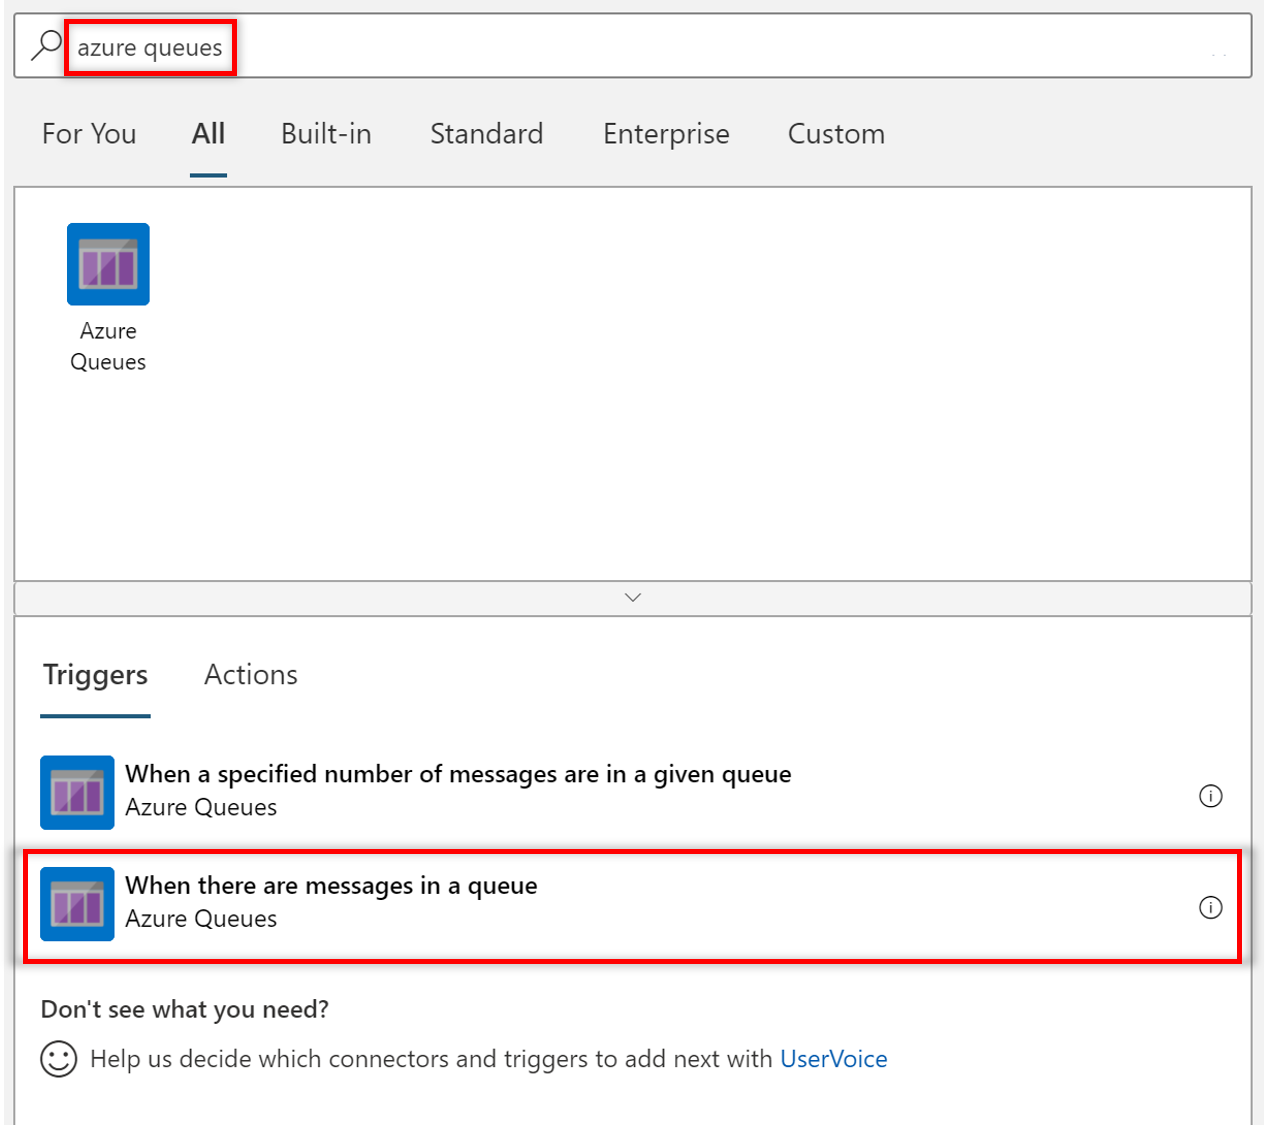 azure queues
For You All Built-in Standard Enterprise Custom
Azure
Queues
Triggers Actions
When a specified number of messages are in a given queue
Azure Queues
When there are messages in a queue
Azure Queues
Don't see what you need?
Help us decide which connectors and triggers to add next with UserVoice